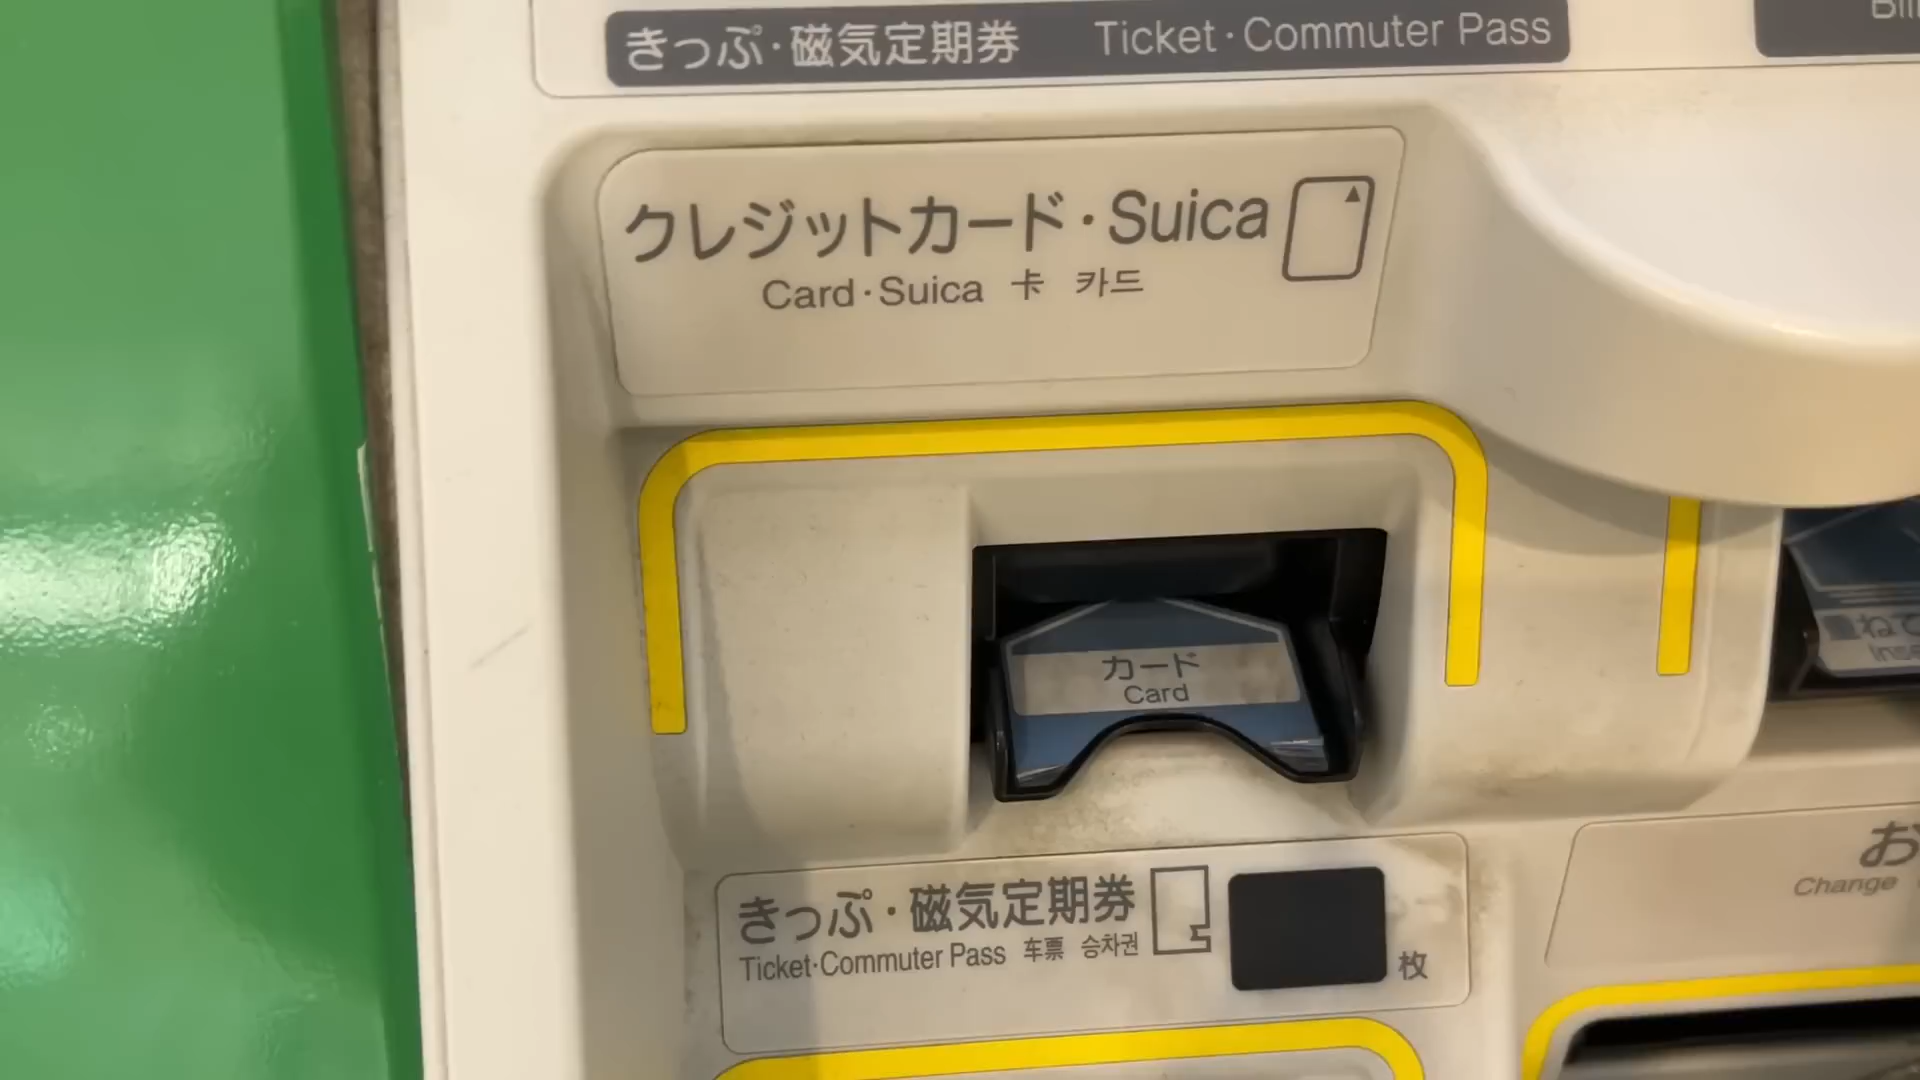 きっぷ・磁気定期券 Ticket・Commuter Pass
クレジットカード・Suica
Card・Suica 卡 카드
カード
Card
きっぷ・磁気定期券
Ticket・Commuter Pass 车票 승차권
枚
お
Change